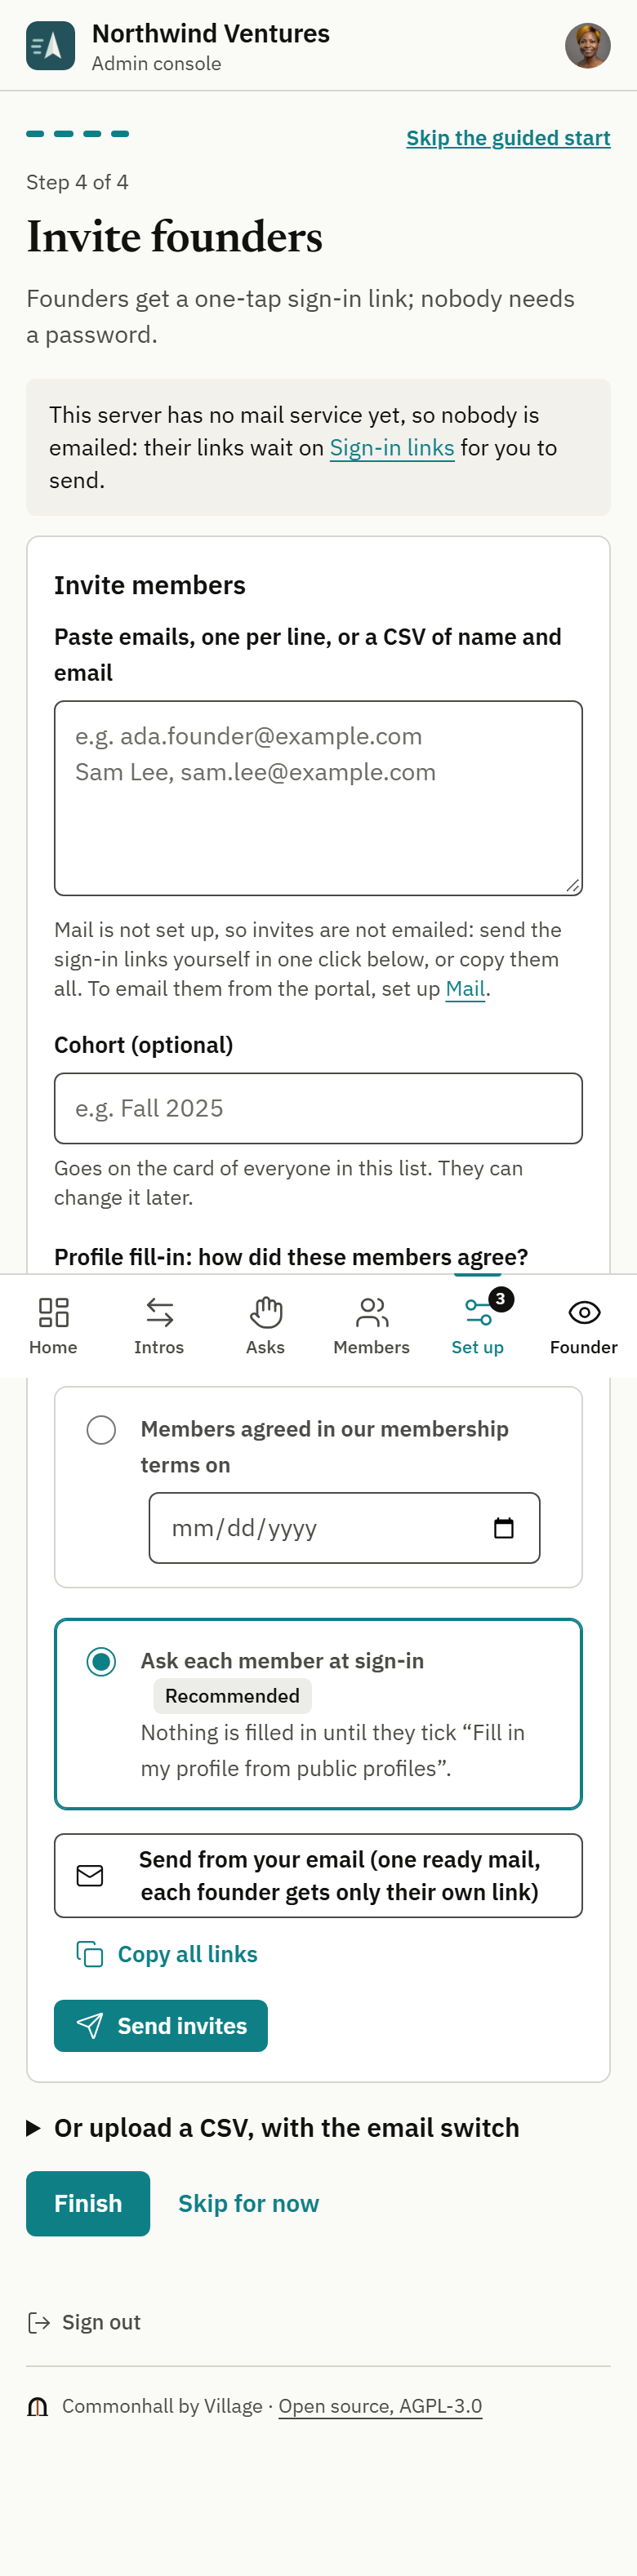 Northwind Ventures
Admin console
Skip the guided start
Step 4 of 4
Invite founders
Founders get a one-tap sign-in link; nobody needs
a password.
This server has no mail service yet, so nobody is
emailed: their links wait on Sign-in links for you to
send.
Invite members
Paste emails, one per line, or a CSV of name and
email
e.g. ada.founder@example.com
Sam Lee, sam.lee@example.com
Mail is not set up, so invites are not emailed: send the
sign-in links yourself in one click below, or copy them
all. To email them from the portal, set up Mail.
Cohort (optional)
e.g. Fall 2025
Goes on the card of everyone in this list. They can
change it later.
Profile fill-in: how did these members agree?
3
Home
Intros
Asks
Members
Set up
Founder
Members agreed in our membership
terms on
mm/dd/yyyy
Ask each member at sign-in
Recommended
Nothing is filled in until they tick “Fill in
my profile from public profiles”.
Send from your email (one ready mail,
each founder gets only their own link)
Copy all links
Send invites
Or upload a CSV, with the email switch
Finish
Skip for now
Sign out
Commonhall by Village · Open source, AGPL-3.0